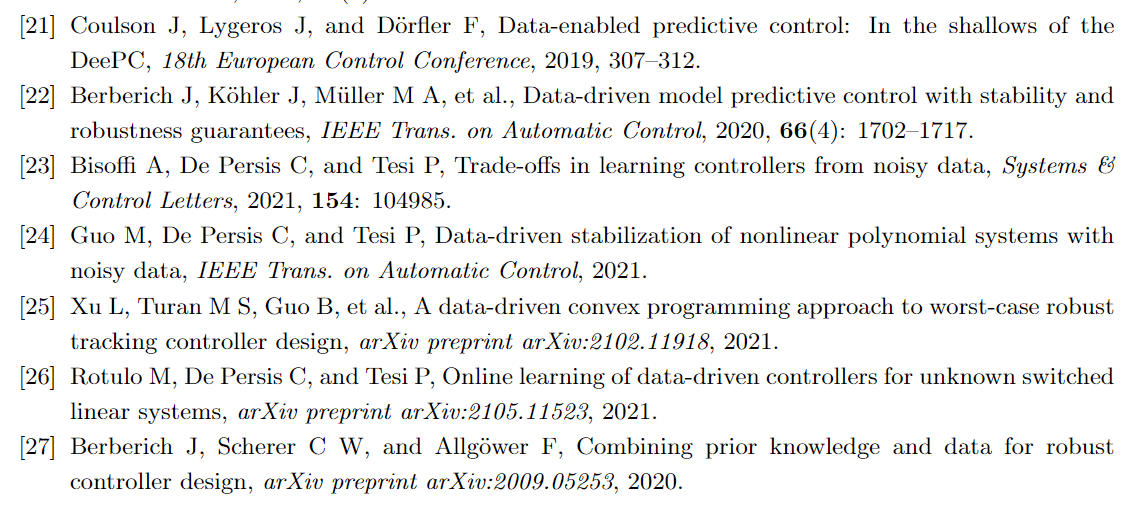 [21] Coulson J, Lygeros J, and Dörfler F, Data-enabled predictive control: In the shallows of the
DeePC, 18th European Control Conference, 2019, 307–312.
[22] Berberich J, Köhler J, Müller M A, et al., Data-driven model predictive control with stability and
robustness guarantees, IEEE Trans. on Automatic Control, 2020, 66(4): 1702–1717.
[23] Bisoffi A, De Persis C, and Tesi P, Trade-offs in learning controllers from noisy data, Systems &
Control Letters, 2021, 154: 104985.
[24] Guo M, De Persis C, and Tesi P, Data-driven stabilization of nonlinear polynomial systems with
noisy data, IEEE Trans. on Automatic Control, 2021.
[25] Xu L, Turan M S, Guo B, et al., A data-driven convex programming approach to worst-case robust
tracking controller design, arXiv preprint arXiv:2102.11918, 2021.
[26] Rotulo M, De Persis C, and Tesi P, Online learning of data-driven controllers for unknown switched
linear systems, arXiv preprint arXiv:2105.11523, 2021.
[27] Berberich J, Scherer C W, and Allgöwer F, Combining prior knowledge and data for robust
controller design, arXiv preprint arXiv:2009.05253, 2020.